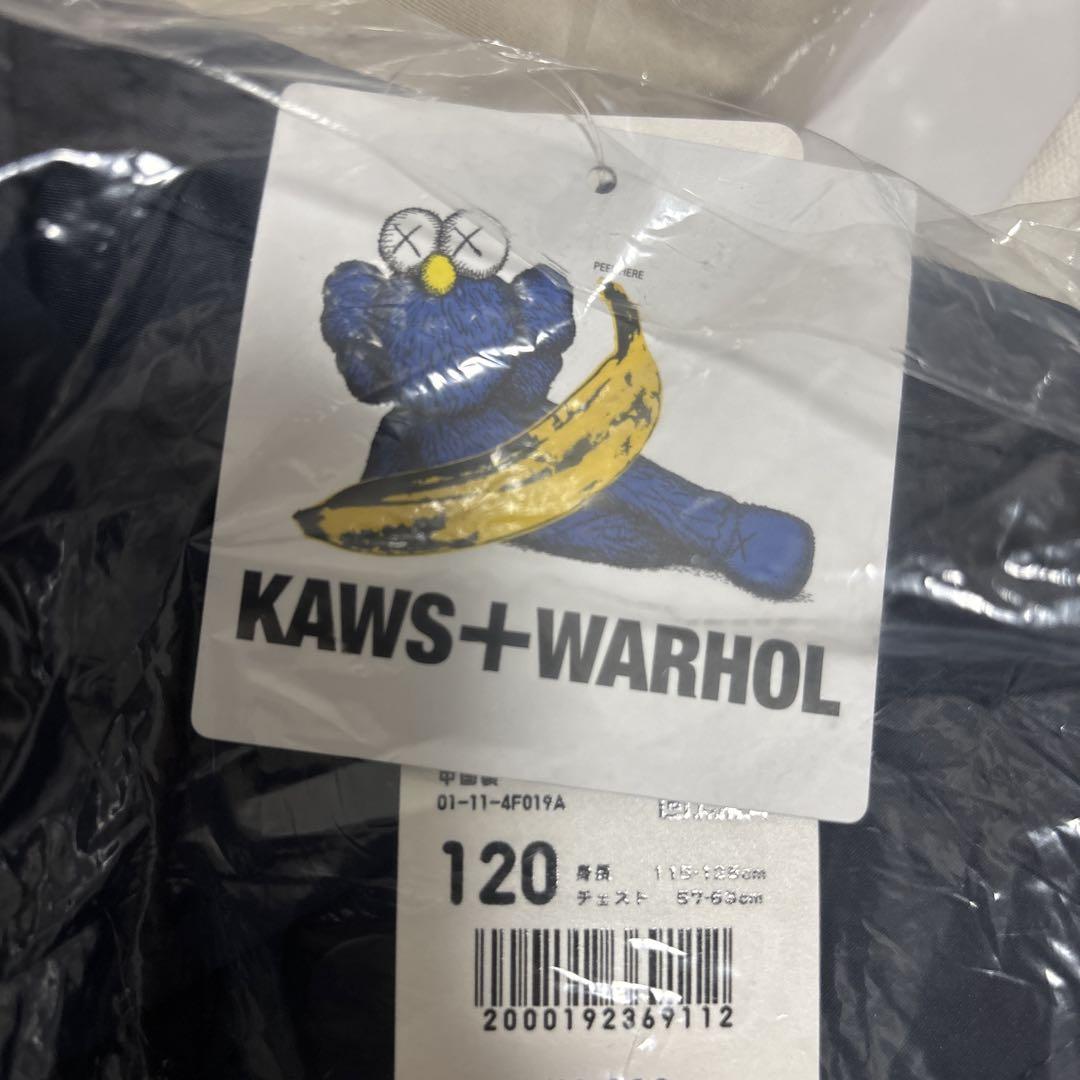 PEEL HERE
KAWS+WARHOL
中国製
01-11-4F019A
120
身長 115-125cm
チェスト 57-63cm
2000192369112